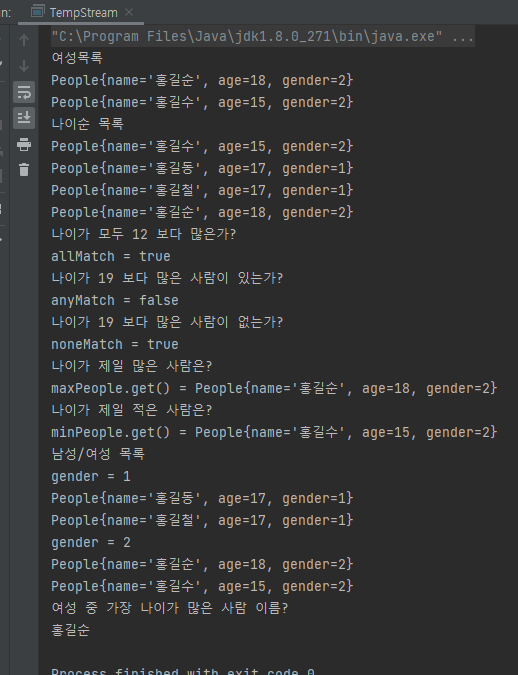 n: TempStream
"C:\Program Files\Java\jdk1.8.0_271\bin\java.exe" ...
여성목록
People{name='홍길순', age=18, gender=2}
People{name='홍길수', age=15, gender=2}
나이순 목록
People{name='홍길수', age=15, gender=2}
People{name='홍길동', age=17, gender=1}
People{name='홍길철', age=17, gender=1}
People{name='홍길순', age=18, gender=2}
나이가 모두 12 보다 많은가?
allMatch = true
나이가 19 보다 많은 사람이 있는가?
anyMatch = false
나이가 19 보다 많은 사람이 없는가?
noneMatch = true
나이가 제일 많은 사람은?
maxPeople.get() = People{name='홍길순', age=18, gender=2}
나이가 제일 적은 사람은?
minPeople.get() = People{name='홍길수', age=15, gender=2}
남성/여성 목록
gender = 1
People{name='홍길동', age=17, gender=1}
People{name='홍길철', age=17, gender=1}
gender = 2
People{name='홍길순', age=18, gender=2}
People{name='홍길수', age=15, gender=2}
여성 중 가장 나이가 많은 사람 이름?
홍길순
Process finished with exit code 0